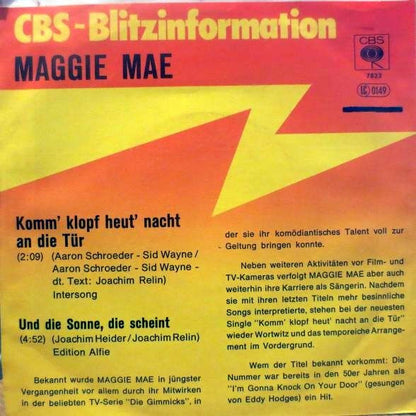 CBS-Blitzinformation
MAGGIE MAE
CBS
7823
LC 0149
Komm' klopf heut' nacht
an die Tür
(2:09) (Aaron Schroeder - Sid Wayne /
Aaron Schroeder - Sid Wayne -
dt. Text: Joachim Relin)
Intersong
Und die Sonne, die scheint
(4:52) (Joachim Heider/Joachim Relin)
Edition Alfie
Bekannt wurde MAGGIE MAE in jüngster
Vergangenheit vor allem durch ihr Mitwirken
in der beliebten TV-Serie "Die Gimmicks", in
der sie ihr komödiantisches Talent voll zur
Geltung bringen konnte.
Neben weiteren Aktivitäten vor Film- und
TV-Kameras verfolgt MAGGIE MAE aber auch
weiterhin ihre Karriere als Sängerin. Nachdem
sie mit ihren letzten Titeln mehr besinnliche
Songs interpretierte, stehen bei der neuesten
Single "Komm' klopf heut' nacht an die Tür"
wieder Wortwitz und das temporeiche Arrange-
ment im Vordergrund.
Wem der Titel bekannt vorkommt: Die
Nummer war bereits in den 50er Jahren als
"I'm Gonna Knock On Your Door" (gesungen
von Eddy Hodges) ein Hit.